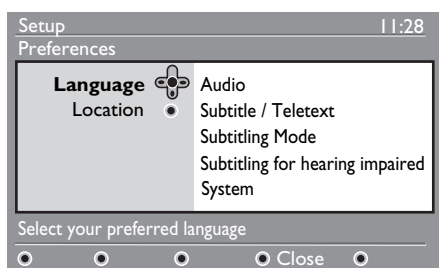 Setup 11:28
Preferences
Language Audio
Location Subtitle / Teletext
Subtitling Mode
Subtitling for hearing impaired
System
Select your preferred language
Close